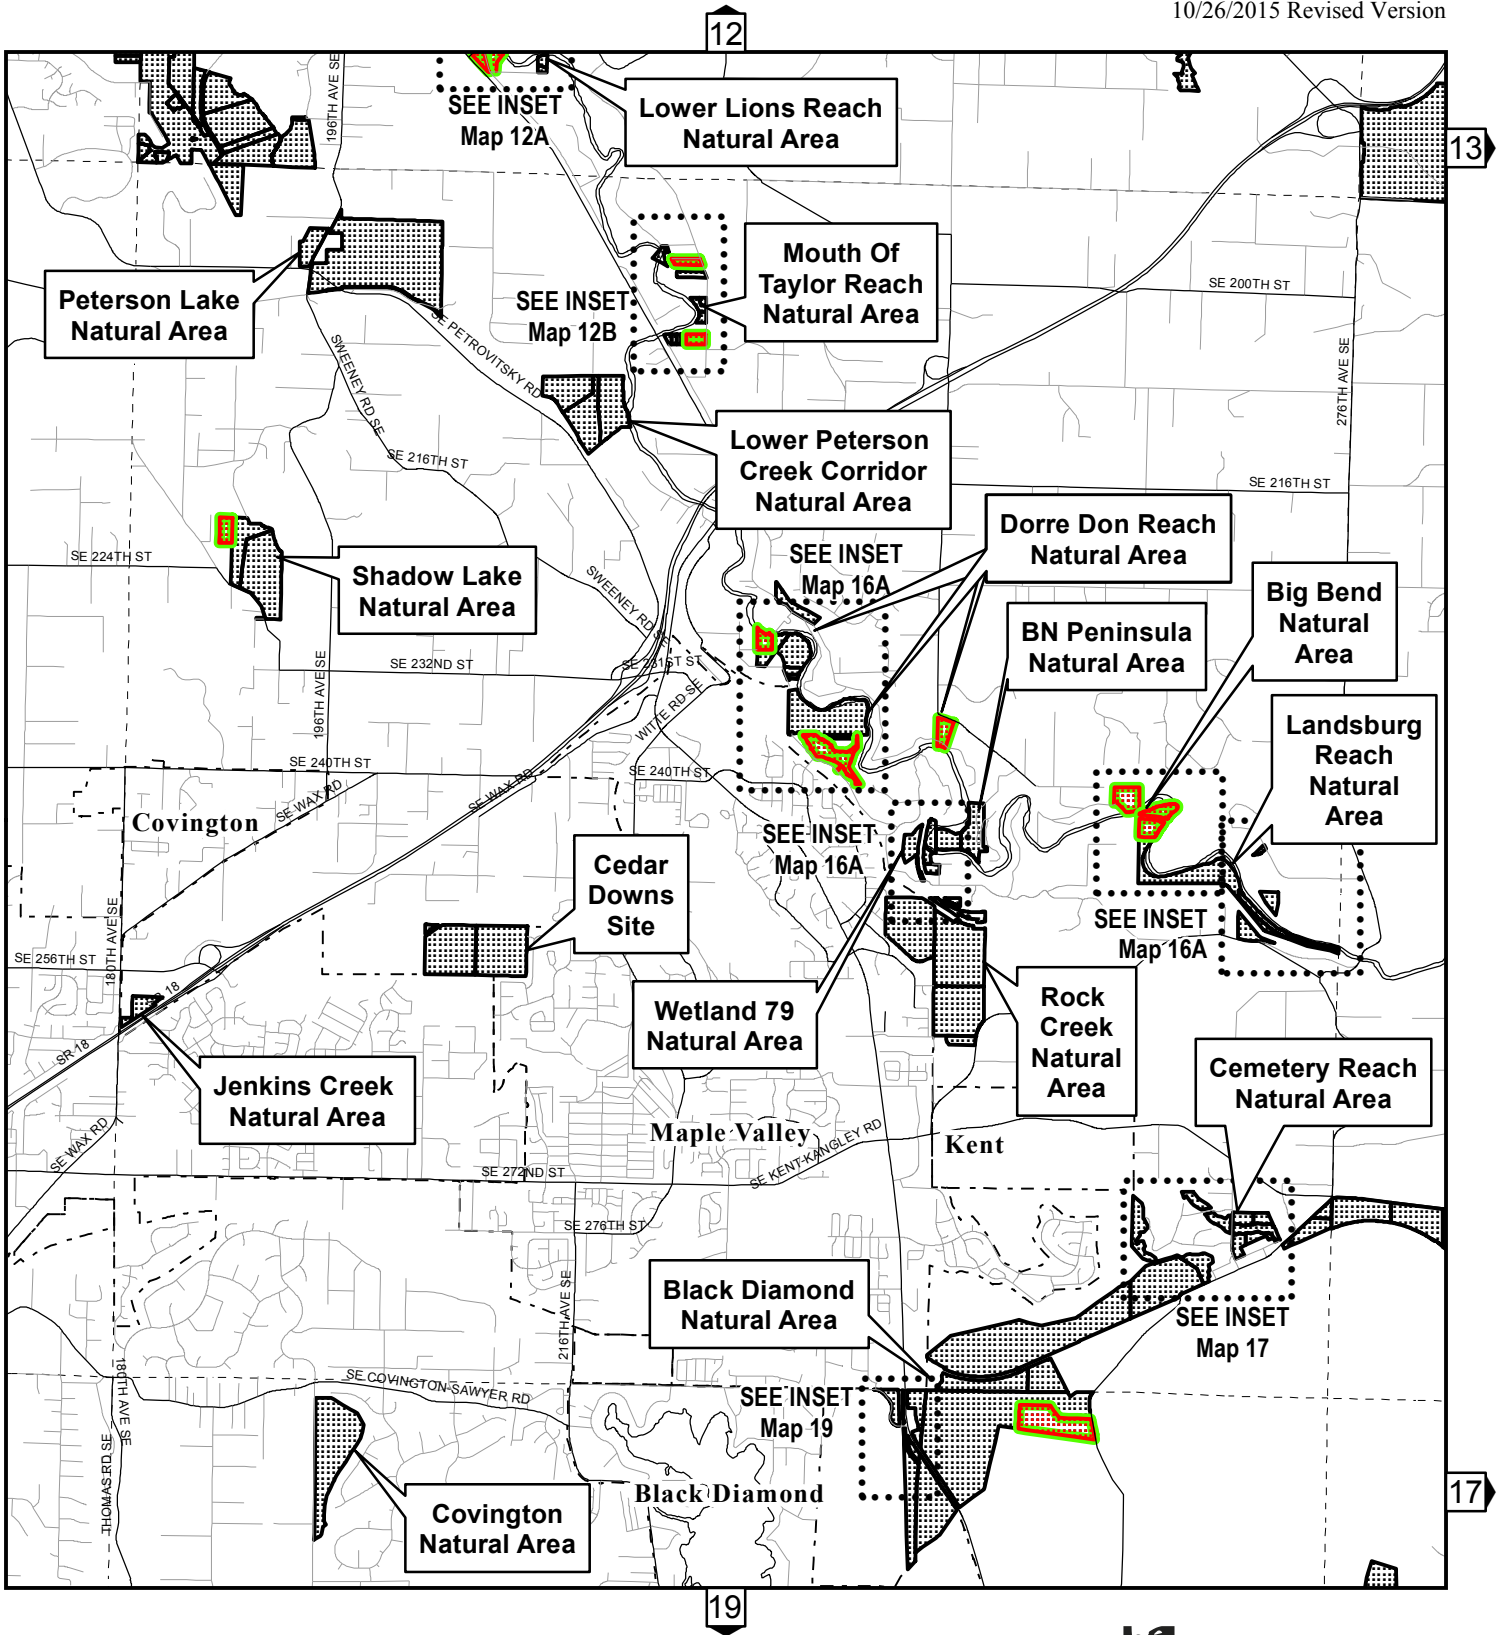 10/26/2015 Revised Version
12
196TH AVE SE
SEE INSET
Map 12A
Lower Lions Reach
Natural Area
13
Peterson Lake
Natural Area
SEE INSET
Map 12B
Mouth Of
Taylor Reach
Natural Area
SE 200TH ST
276TH AVE SE
SE PETROVITSKY RD
SWEENEY RD SE
SE 216TH ST
Lower Peterson
Creek Corridor
Natural Area
SE 216TH ST
SE 224TH ST
Shadow Lake
Natural Area
SWEENEY RD SE
SEE INSET
Map 16A
Dorre Don Reach
Natural Area
BN Peninsula
Natural Area
Big Bend
Natural
Area
Landsburg
Reach
Natural
Area
SE 232ND ST
SE 231ST ST
WITTE RD SE
196TH AVE SE
SE 240TH ST
SE 240TH ST
SE WAX RD
SE WAX RD
Covington
SEE INSET
Map 16A
Cedar
Downs
Site
SEE INSET
Map 16A
180TH AVE SE
SE 256TH ST
R 18
SR 18
Wetland 79
Natural Area
Rock
Creek
Natural
Area
Jenkins Creek
Natural Area
Cemetery Reach
Natural Area
SE WAX RD
Maple Valley
SE KENT-KANGLEY RD
Kent
SE 272ND ST
SE 276TH ST
216TH AVE SE
Black Diamond
Natural Area
SEE INSET
Map 17
180TH AVE SE
SE COVINGTON-SAWYER RD
SEE INSET
Map 19
THOMAS RD SE
Covington
Natural Area
Black Diamond
17
19